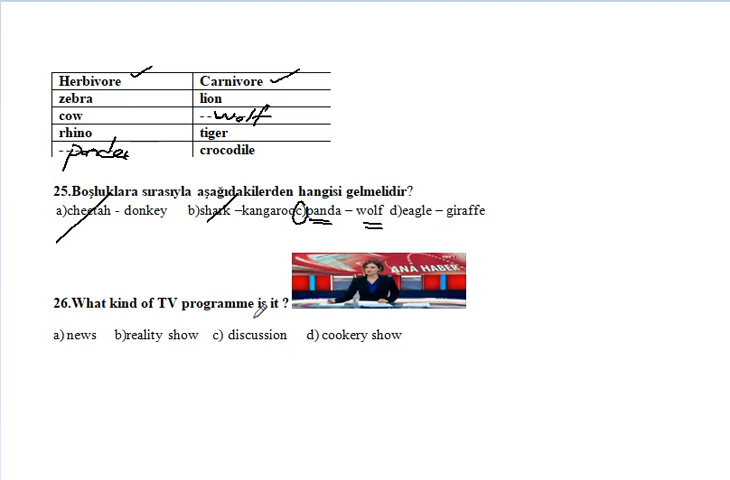 Herbivore Carnivore
zebra lion
cow --wolf
rhino tiger
--panda crocodile
25.Boşluklara sırasıyla aşağıdakilerden hangisi gelmelidir?
a)cheetah - donkey b)shark –kangaroo c)panda – wolf d)eagle – giraffe
ANA HABER
26.What kind of TV programme is it ?
a) news b)reality show c) discussion d) cookery show